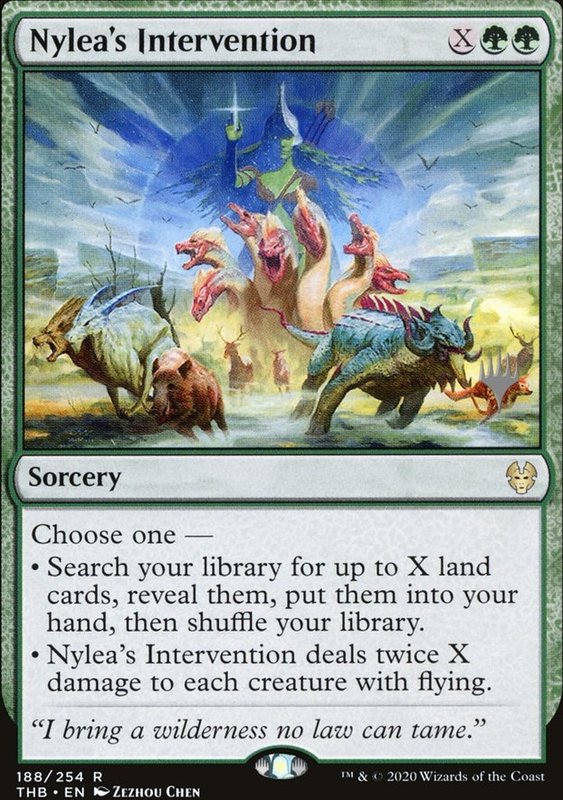 Nylea's Intervention X
Sorcery
Choose one —
• Search your library for up to X land
cards, reveal them, put them into your
hand, then shuffle your library.
• Nylea's Intervention deals twice X
damage to each creature with flying.
"I bring a wilderness no law can tame."
188/254 R
THB • EN Zezhou Chen
™ & © 2020 Wizards of the Coast